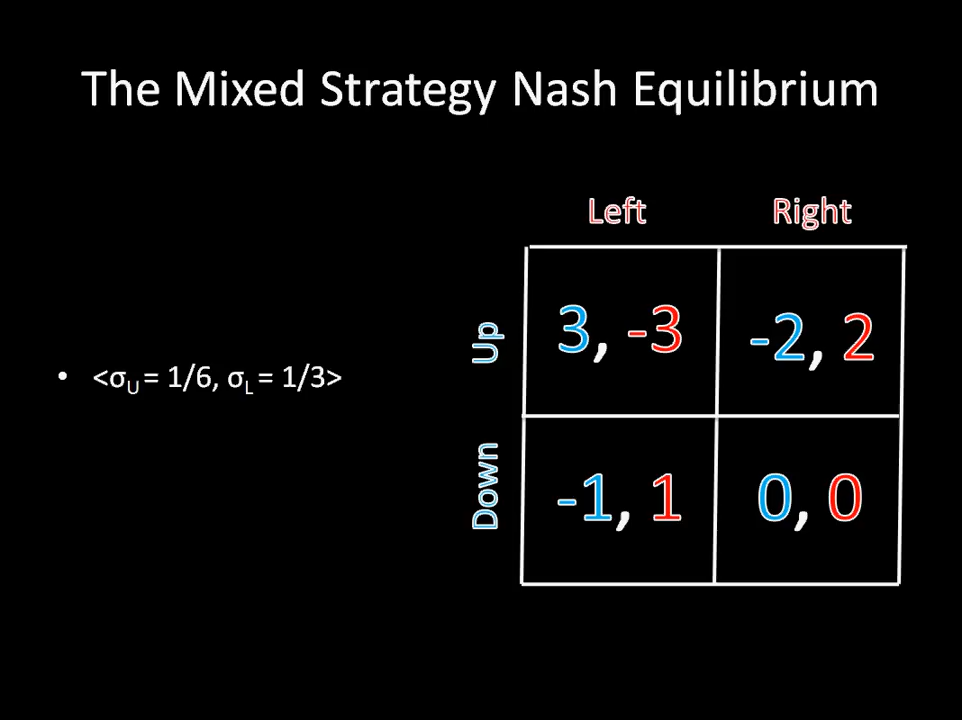 The Mixed Strategy Nash Equilibrium
Left Right
Up
3, -3 -2, 2
• <σU = 1/6, σL = 1/3>
Down
-1, 1 0, 0